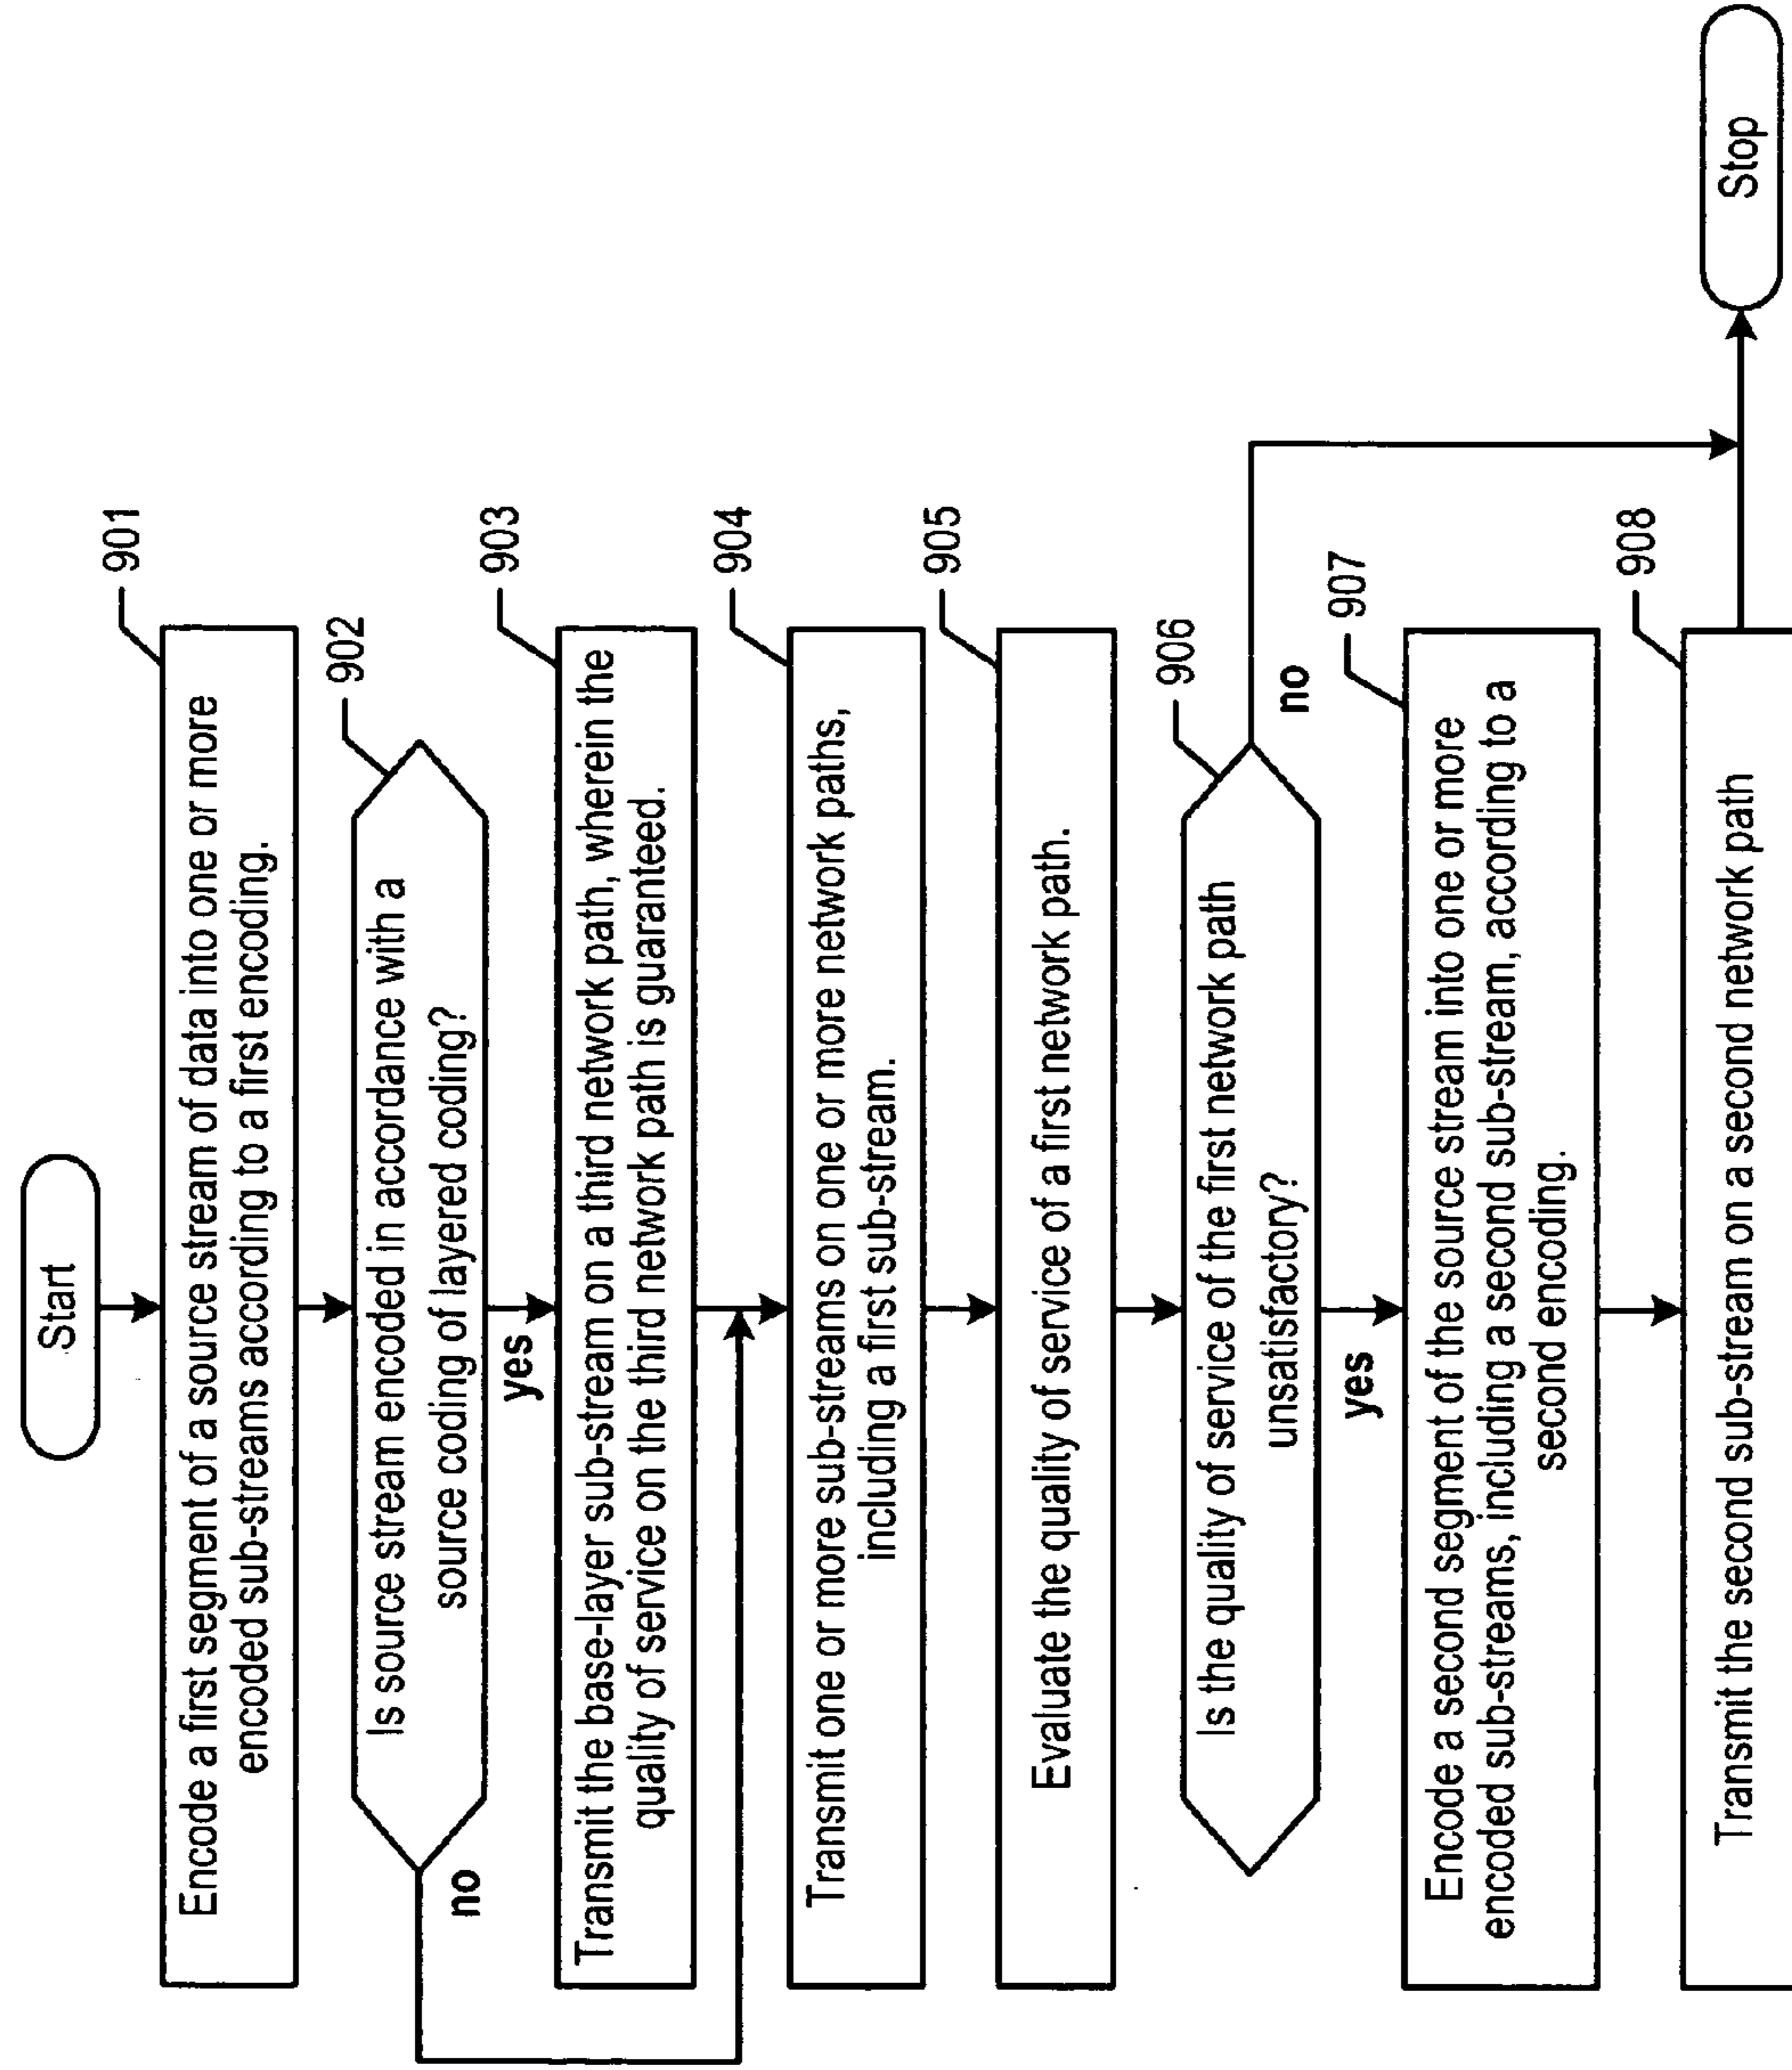 Start
901
Encode a first segment of a source stream of data into one or more
encoded sub-streams according to a first encoding.
902
Is source stream encoded in accordance with a
source coding of layered coding?
no
yes
903
Transmit the base-layer sub-stream on a third network path, wherein the
quality of service on the third network path is guaranteed.
904
Transmit one or more sub-streams on one or more network paths,
including a first sub-stream.
905
Evaluate the quality of service of a first network path.
906
Is the quality of service of the first network path
unsatisfactory?
no
yes
907
Encode a second segment of the source stream into one or more
encoded sub-streams, including a second sub-stream, according to a
second encoding.
908
Transmit the second sub-stream on a second network path
Stop